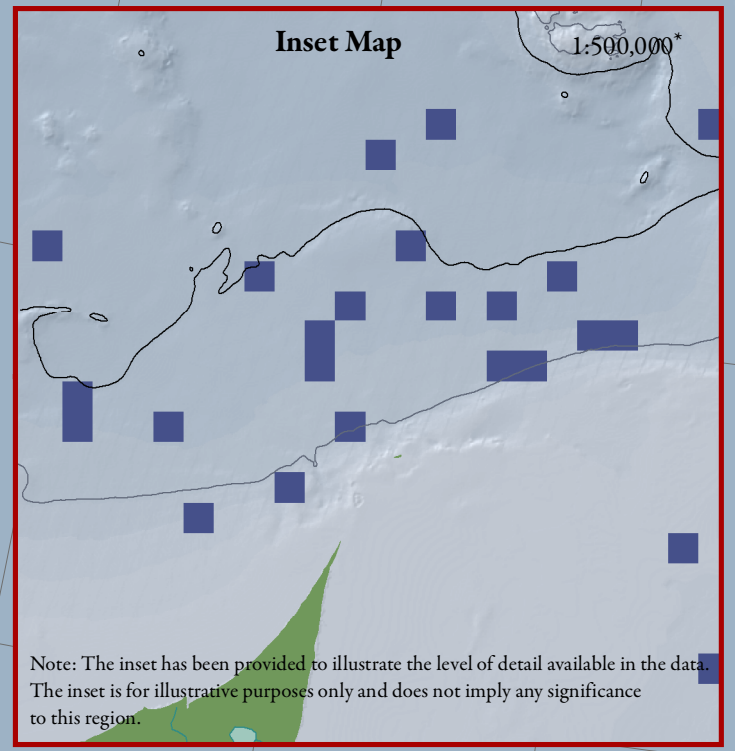 Inset Map
1:500,000*
Note: The inset has been provided to illustrate the level of detail available in the data.
The inset is for illustrative purposes only and does not imply any significance
to this region.